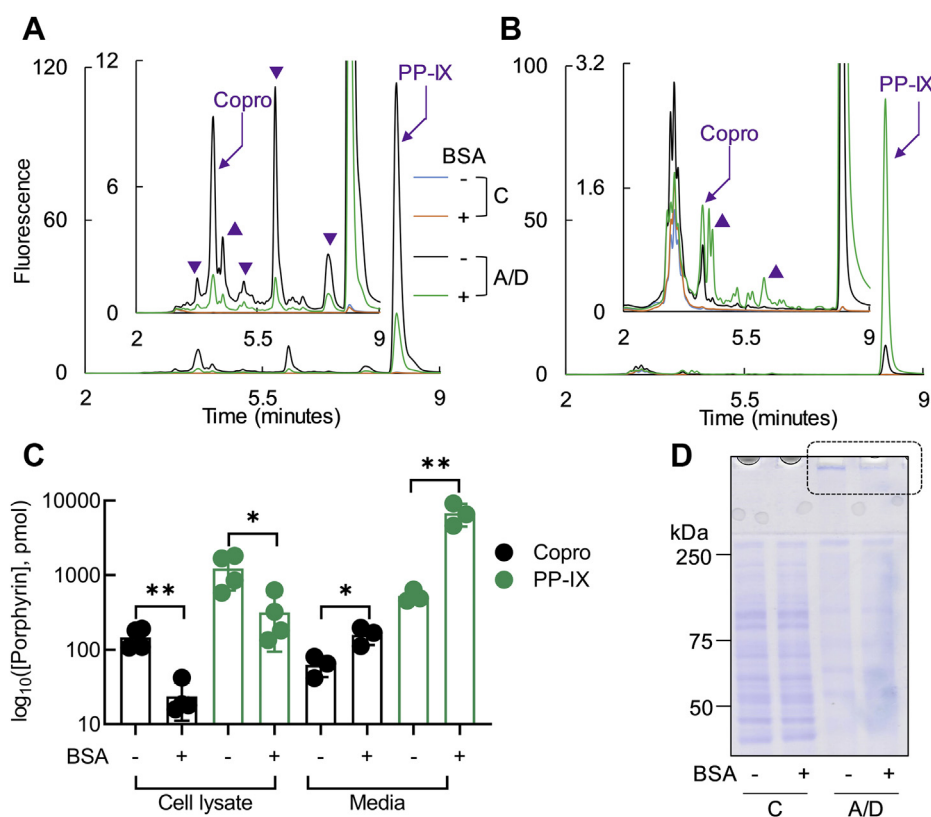 A
120
60
0
Fluorescence
12
6
0
2
5.5
9
Copro
PP-IX
BSA
-
+
C
-
+
A/D
2
5.5
9
Time (minutes)
B
100
50
0
3.2
1.6
0
2
5.5
9
Copro
PP-IX
2
5.5
9
Time (minutes)
C
log10([Porphyrin], pmol)
10000
1000
100
10
**
*
*
**
Copro
PP-IX
BSA - + - + - + - +
Cell lysate
Media
D
kDa
250
75
50
BSA - + - +
C
A/D